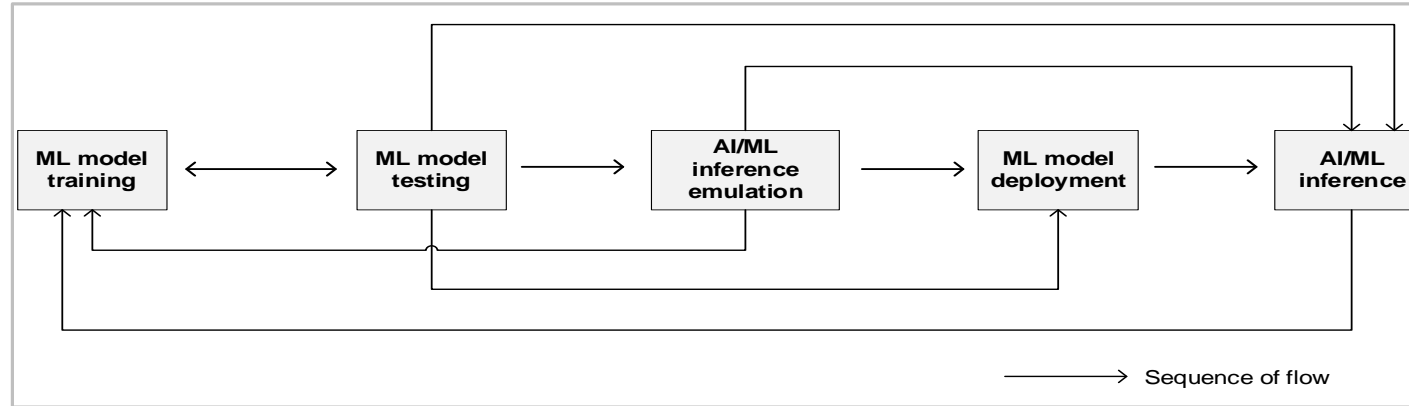 ML model
training
ML model
testing
AI/ML
inference
emulation
ML model
deployment
AI/ML
inference
Sequence of flow